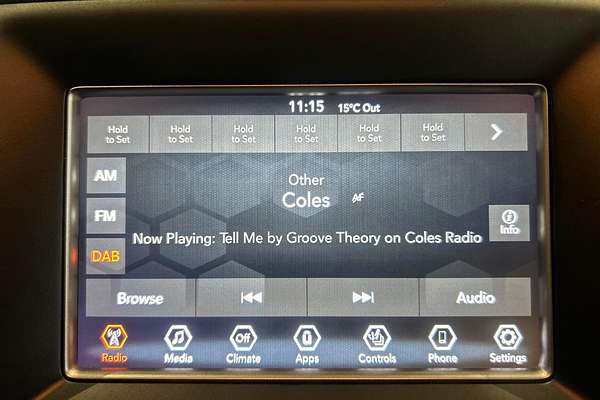 11:15 15°C Out
Hold to Set Hold to Set Hold to Set Hold to Set Hold to Set Hold to Set
AM
Other
Coles AF
FM
Info
Now Playing: Tell Me by Groove Theory on Coles Radio
DAB
Browse Audio
Off
Radio Media Climate Apps Controls Phone Settings